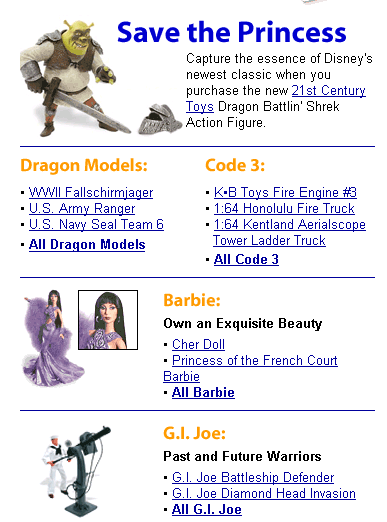 Save the Princess
Capture the essence of Disney's
newest classic when you
purchase the new 21st Century
Toys Dragon Battlin' Shrek
Action Figure.
Dragon Models:
• WWII Fallschirmjager
• U.S. Army Ranger
• U.S. Navy Seal Team 6
• All Dragon Models
Code 3:
• K•B Toys Fire Engine #3
• 1:64 Honolulu Fire Truck
• 1:64 Kentland Aerialscope
Tower Ladder Truck
• All Code 3
Barbie:
Own an Exquisite Beauty
• Cher Doll
• Princess of the French Court
Barbie
• All Barbie
G.I. Joe:
Past and Future Warriors
• G.I. Joe Battleship Defender
• G.I. Joe Diamond Head Invasion
• All G.I. Joe